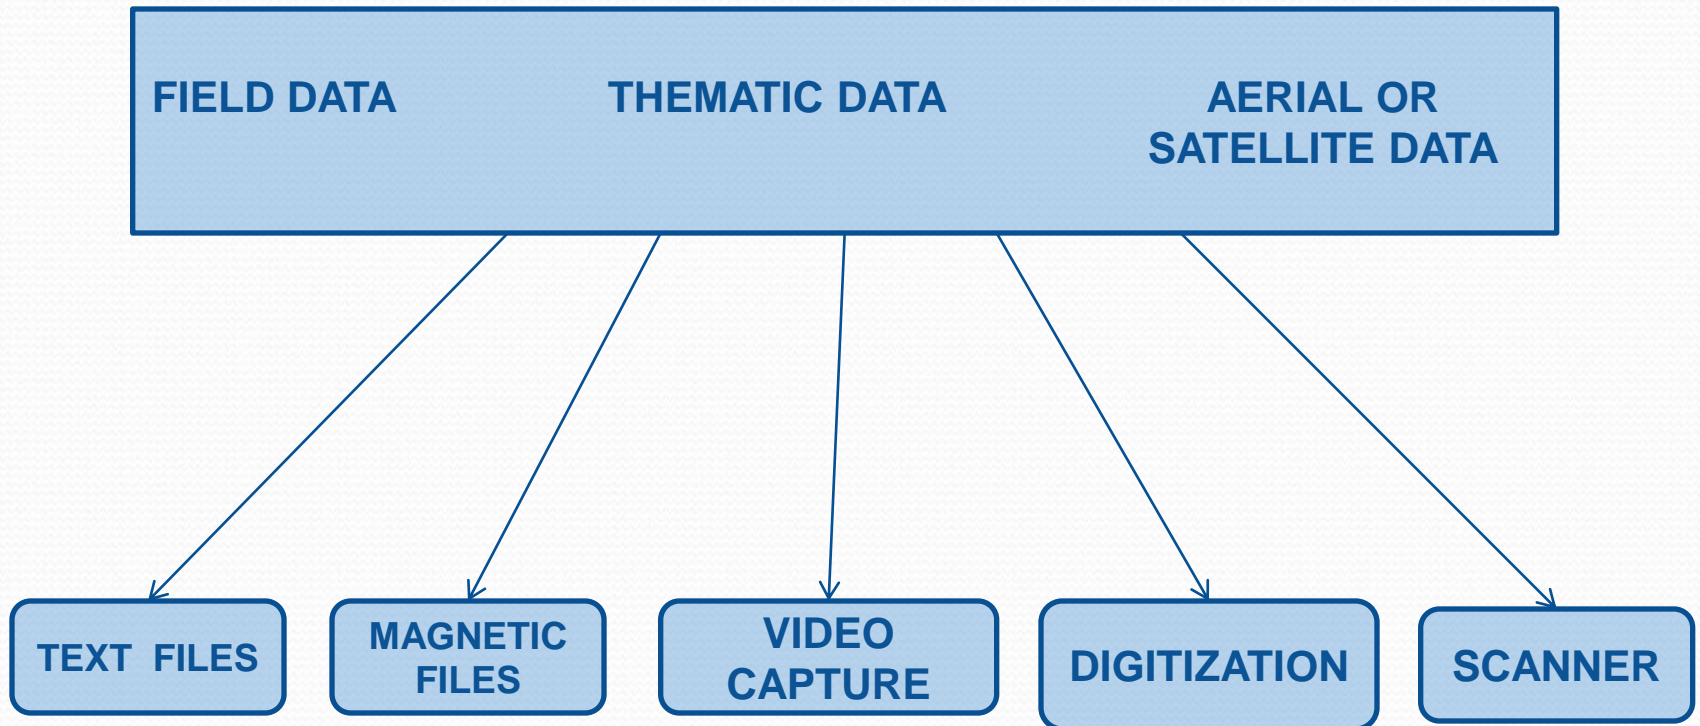 FIELD DATA THEMATIC DATA AERIAL OR
SATELLITE DATA
TEXT FILES
MAGNETIC
FILES
VIDEO
CAPTURE
DIGITIZATION
SCANNER